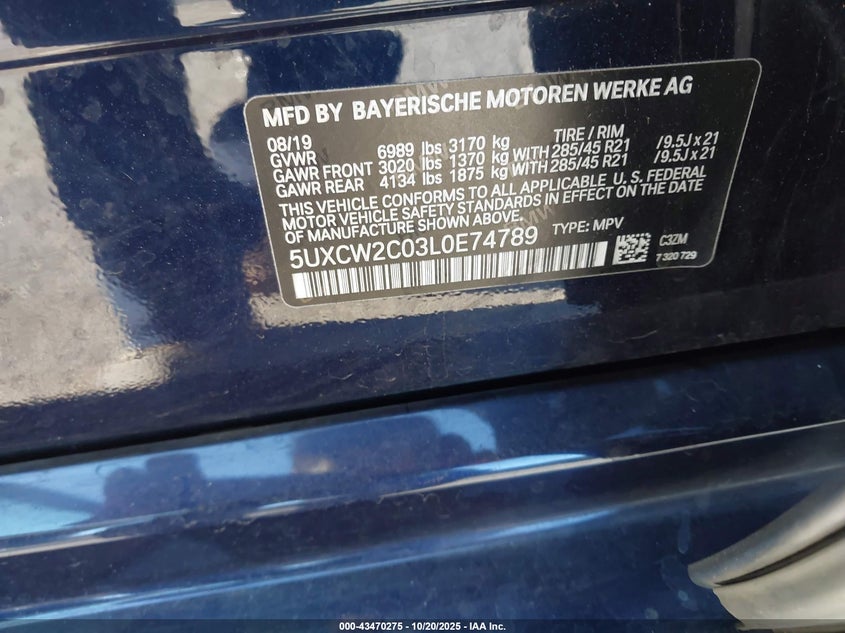 MFD BY BAYERISCHE MOTOREN WERKE AG
08/19 TIRE / RIM
GVWR 6989 lbs 3170 kg
GAWR FRONT 3020 lbs 1370 kg WITH 285/45 R21 /9.5J x 21
GAWR REAR 4134 lbs 1875 kg WITH 285/45 R21 /9.5J x 21
THIS VEHICLE CONFORMS TO ALL APPLICABLE U. S. FEDERAL
MOTOR VEHICLE SAFETY STANDARDS IN EFFECT ON THE DATE
OF MANUFACTURE SHOWN ABOVE.
5UXCW2C03L0E74789 TYPE: MPV
C3ZM
7 320 729
000-43470275 - 10/20/2025 - IAA Inc.